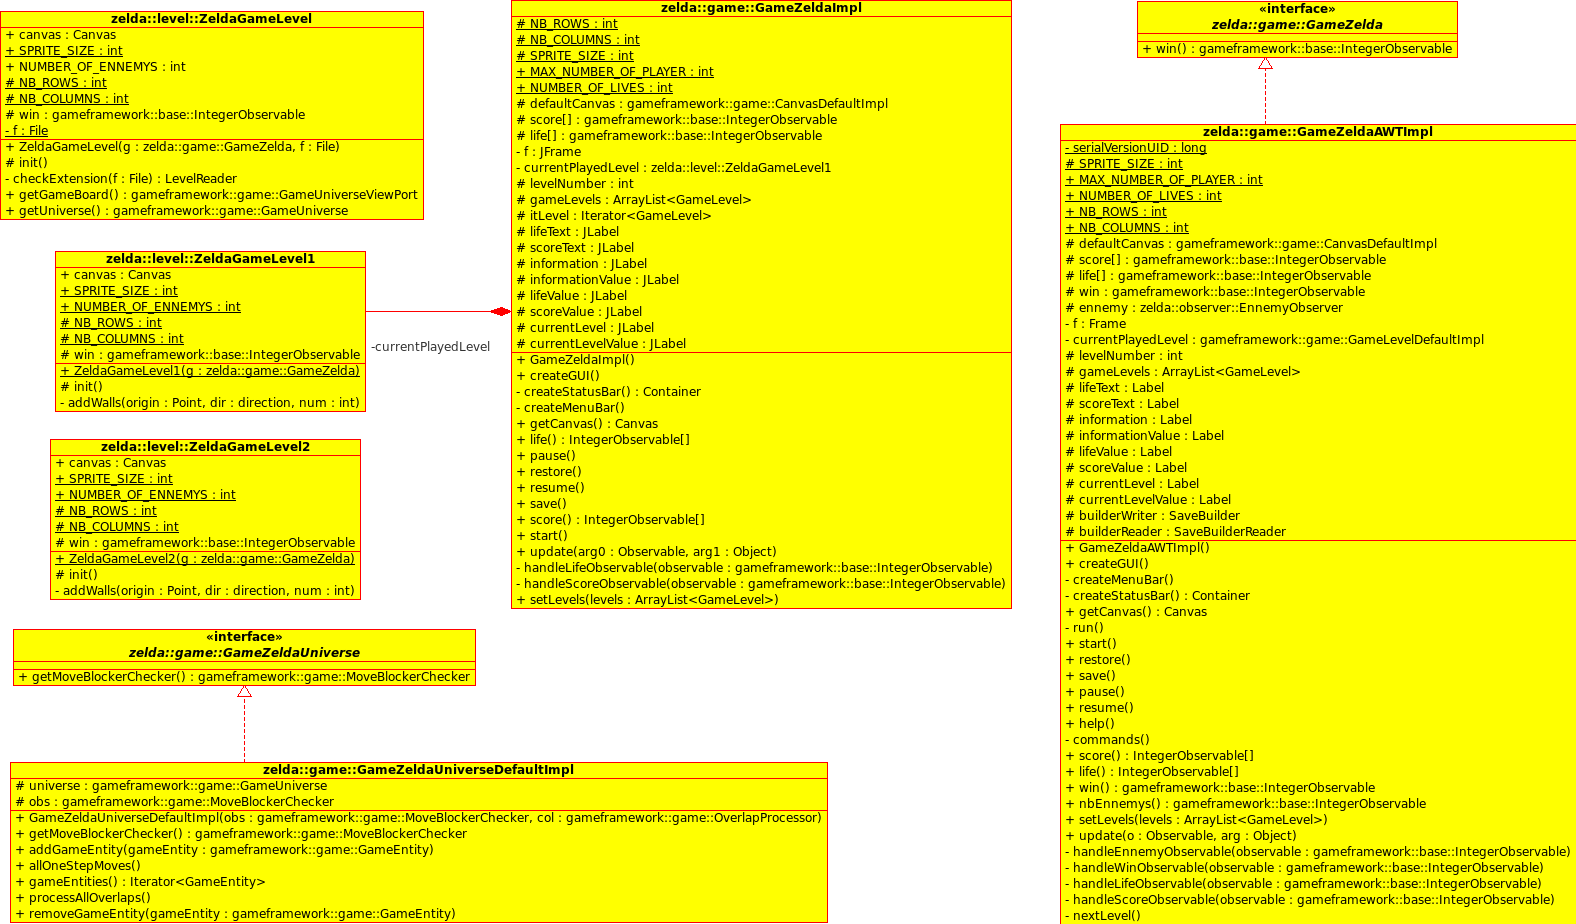 zelda::level::ZeldaGameLevel
+ canvas : Canvas
+ SPRITE_SIZE : int
+ NUMBER_OF_ENNEMYS : int
# NB_ROWS : int
# NB_COLUMNS : int
# win : gameframework::base::IntegerObservable
- f : File
+ ZeldaGameLevel(g : zelda::game::GameZelda, f : File)
# init()
- checkExtension(f : File) : LevelReader
+ getGameBoard() : gameframework::game::GameUniverseViewPort
+ getUniverse() : gameframework::game::GameUniverse
zelda::level::ZeldaGameLevel1
+ canvas : Canvas
+ SPRITE_SIZE : int
+ NUMBER_OF_ENNEMYS : int
# NB_ROWS : int
# NB_COLUMNS : int
# win : gameframework::base::IntegerObservable
+ ZeldaGameLevel1(g : zelda::game::GameZelda)
# init()
- addWalls(origin : Point, dir : direction, num : int)
-currentPlayedLevel
zelda::level::ZeldaGameLevel2
+ canvas : Canvas
+ SPRITE_SIZE : int
+ NUMBER_OF_ENNEMYS : int
# NB_ROWS : int
# NB_COLUMNS : int
# win : gameframework::base::IntegerObservable
+ ZeldaGameLevel2(g : zelda::game::GameZelda)
# init()
- addWalls(origin : Point, dir : direction, num : int)
«interface»
zelda::game::GameZeldaUniverse
+ getMoveBlockerChecker() : gameframework::game::MoveBlockerChecker
zelda::game::GameZeldaUniverseDefaultImpl
# universe : gameframework::game::GameUniverse
# obs : gameframework::game::MoveBlockerChecker
+ GameZeldaUniverseDefaultImpl(obs : gameframework::game::MoveBlockerChecker, col : gameframework::game::OverlapProcessor)
+ getMoveBlockerChecker() : gameframework::game::MoveBlockerChecker
+ addGameEntity(gameEntity : gameframework::game::GameEntity)
+ allOneStepMoves()
+ gameEntities() : Iterator<GameEntity>
+ processAllOverlaps()
+ removeGameEntity(gameEntity : gameframework::game::GameEntity)
zelda::game::GameZeldaImpl
# NB_ROWS : int
# NB_COLUMNS : int
# SPRITE_SIZE : int
+ MAX_NUMBER_OF_PLAYER : int
+ NUMBER_OF_LIVES : int
# defaultCanvas : gameframework::game::CanvasDefaultImpl
# score[] : gameframework::base::IntegerObservable
# life[] : gameframework::base::IntegerObservable
- f : JFrame
- currentPlayedLevel : zelda::level::ZeldaGameLevel1
# levelNumber : int
# gameLevels : ArrayList<GameLevel>
# itLevel : Iterator<GameLevel>
# lifeText : JLabel
# scoreText : JLabel
# information : JLabel
# informationValue : JLabel
# lifeValue : JLabel
# scoreValue : JLabel
# currentLevel : JLabel
# currentLevelValue : JLabel
+ GameZeldaImpl()
+ createGUI()
- createStatusBar() : Container
- createMenuBar()
+ getCanvas() : Canvas
+ life() : IntegerObservable[]
+ pause()
+ restore()
+ resume()
+ save()
+ score() : IntegerObservable[]
+ start()
+ update(arg0 : Observable, arg1 : Object)
- handleLifeObservable(observable : gameframework::base::IntegerObservable)
- handleScoreObservable(observable : gameframework::base::IntegerObservable)
+ setLevels(levels : ArrayList<GameLevel>)
«interface»
zelda::game::GameZelda
+ win() : gameframework::base::IntegerObservable
zelda::game::GameZeldaAWTImpl
- serialVersionUID : long
# SPRITE_SIZE : int
+ MAX_NUMBER_OF_PLAYER : int
+ NUMBER_OF_LIVES : int
+ NB_ROWS : int
+ NB_COLUMNS : int
# defaultCanvas : gameframework::game::CanvasDefaultImpl
# score[] : gameframework::base::IntegerObservable
# life[] : gameframework::base::IntegerObservable
# win : gameframework::base::IntegerObservable
# ennemy : zelda::observer::EnnemyObserver
- f : Frame
- currentPlayedLevel : gameframework::game::GameLevelDefaultImpl
# levelNumber : int
# gameLevels : ArrayList<GameLevel>
# lifeText : Label
# scoreText : Label
# information : Label
# informationValue : Label
# lifeValue : Label
# scoreValue : Label
# currentLevel : Label
# currentLevelValue : Label
# builderWriter : SaveBuilder
# builderReader : SaveBuilderReader
+ GameZeldaAWTImpl()
+ createGUI()
- createMenuBar()
- createStatusBar() : Container
+ getCanvas() : Canvas
- run()
+ start()
+ restore()
+ save()
+ pause()
+ resume()
+ help()
- commands()
+ score() : IntegerObservable[]
+ life() : IntegerObservable[]
+ win() : gameframework::base::IntegerObservable
+ nbEnnemys() : gameframework::base::IntegerObservable
+ setLevels(levels : ArrayList<GameLevel>)
+ update(o : Observable, arg : Object)
- handleEnnemyObservable(observable : gameframework::base::IntegerObservable)
- handleWinObservable(observable : gameframework::base::IntegerObservable)
- handleLifeObservable(observable : gameframework::base::IntegerObservable)
- handleScoreObservable(observable : gameframework::base::IntegerObservable)
- nextLevel()